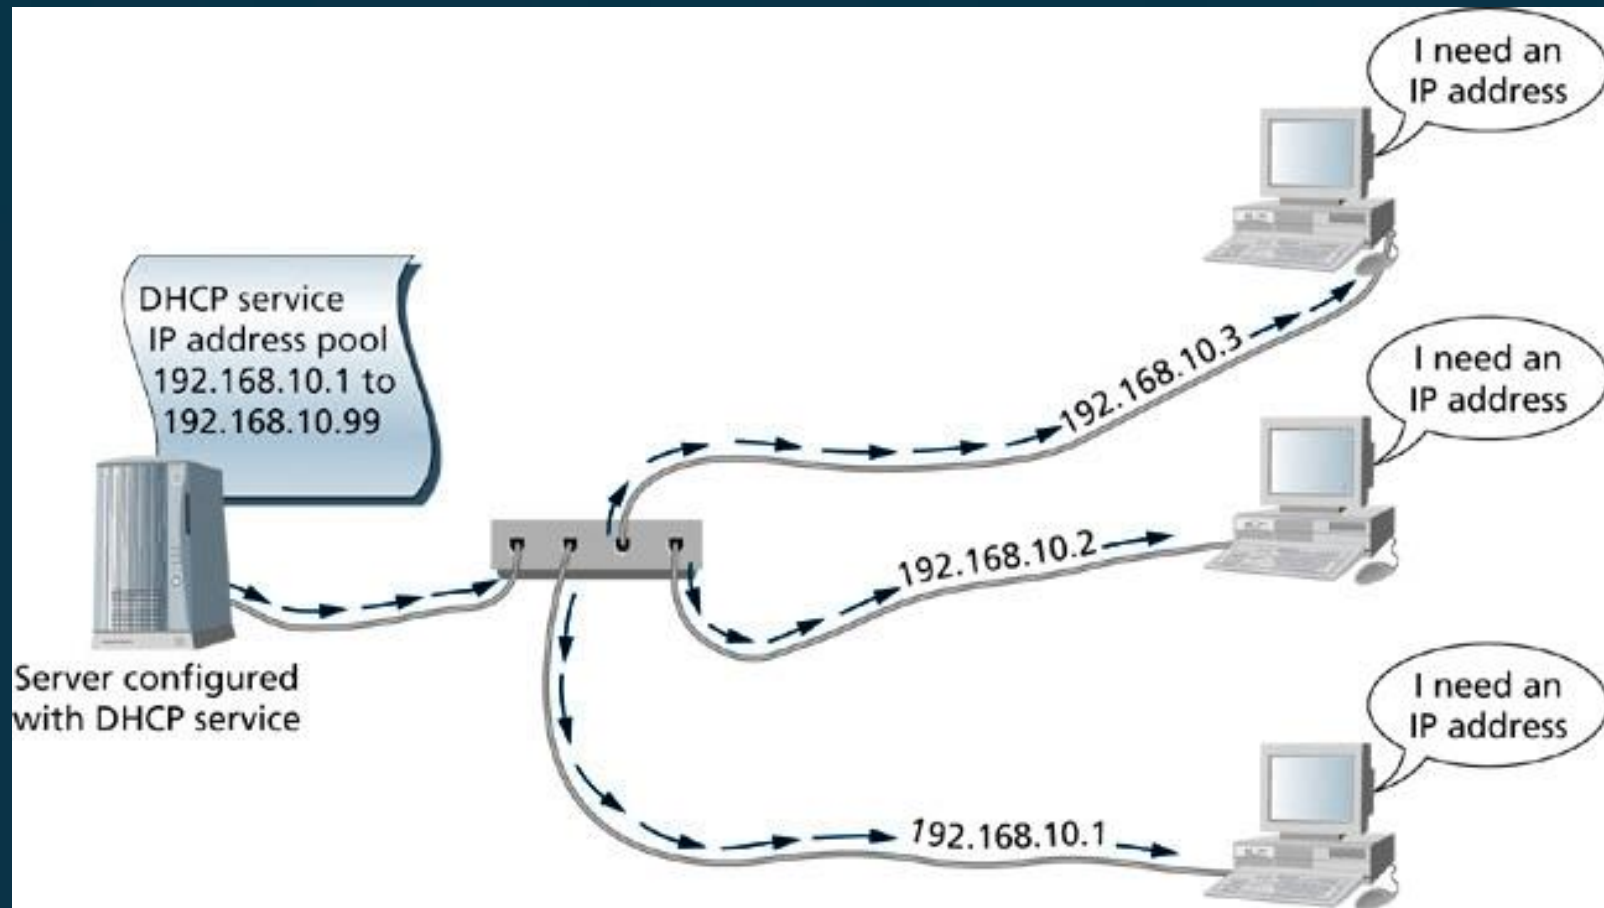 I need an
IP address
DHCP service
IP address pool
192.168.10.1 to
192.168.10.99
192.168.10.3
I need an
IP address
192.168.10.2
Server configured
with DHCP service
I need an
IP address
192.168.10.1